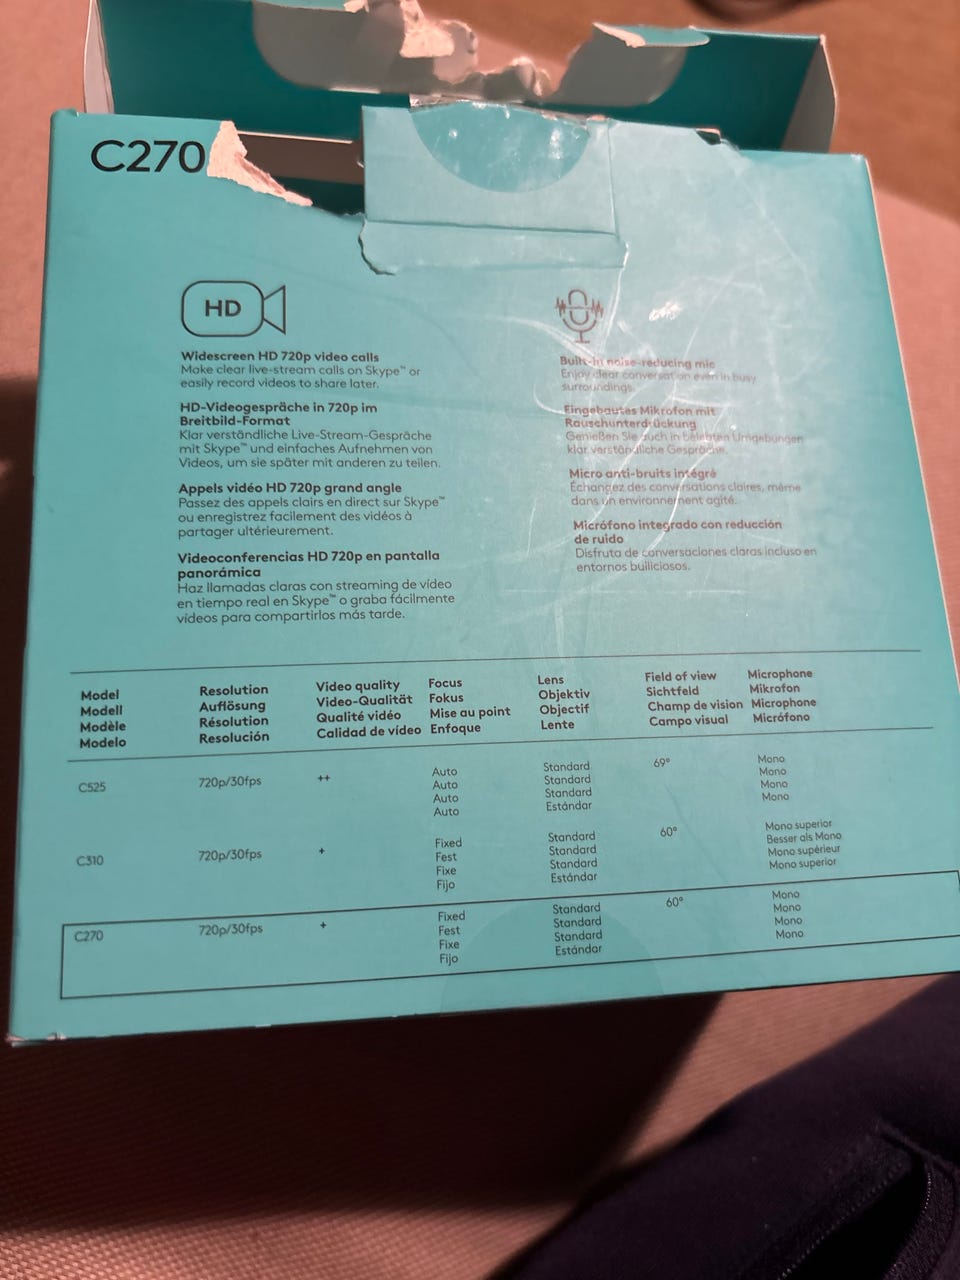 C270
HD
Widescreen HD 720p video calls
Make clear live-stream calls on Skype™ or
easily record videos to share later.
HD-Videogespräche in 720p im
Breitbild-Format
Klar verständliche Live-Stream-Gespräche
mit Skype™ und einfaches Aufnehmen von
Videos, um sie später mit anderen zu teilen.
Appels vidéo HD 720p grand angle
Passez des appels clairs en direct sur Skype™
ou enregistrez facilement des vidéos à
partager ultérieurement.
Videoconferencias HD 720p en pantalla
panorámica
Haz llamadas claras con streaming de vídeo
en tiempo real en Skype™ o graba fácilmente
vídeos para compartirlos más tarde.
Built-in noise-reducing mic
Enjoy clear conversation even in busy
surroundings.
Eingebautes Mikrofon mit
Rauschunterdrückung
Genießen Sie auch in belebten Umgebungen
klar verständliche Gespräche.
Micro anti-bruits intégré
Échangez des conversations claires, même
dans un environnement agité.
Micrófono integrado con reducción
de ruido
Disfruta de conversaciones claras incluso en
entornos bulliciosos.
Model Resolution Video quality Focus Lens Field of view Microphone
Modell Auflösung Video-Qualität Fokus Objektiv Sichtfeld Mikrofon
Modèle Résolution Qualité vidéo Mise au point Objectif Champ de vision Microphone
Modelo Resolución Calidad de vídeo Enfoque Lente Campo visual Micrófono
C525 720p/30fps ++ Auto Standard 69° Mono
Auto Standard Mono
Auto Standard Mono
Auto Estándar Mono
C310 720p/30fps + Fixed Standard 60° Mono superior
Fest Standard Besser als Mono
Fixe Standard Mono supérieur
Fijo Estándar Mono superior
C270 720p/30fps + Fixed Standard 60° Mono
Fest Standard Mono
Fixe Standard Mono
Fijo Estándar Mono